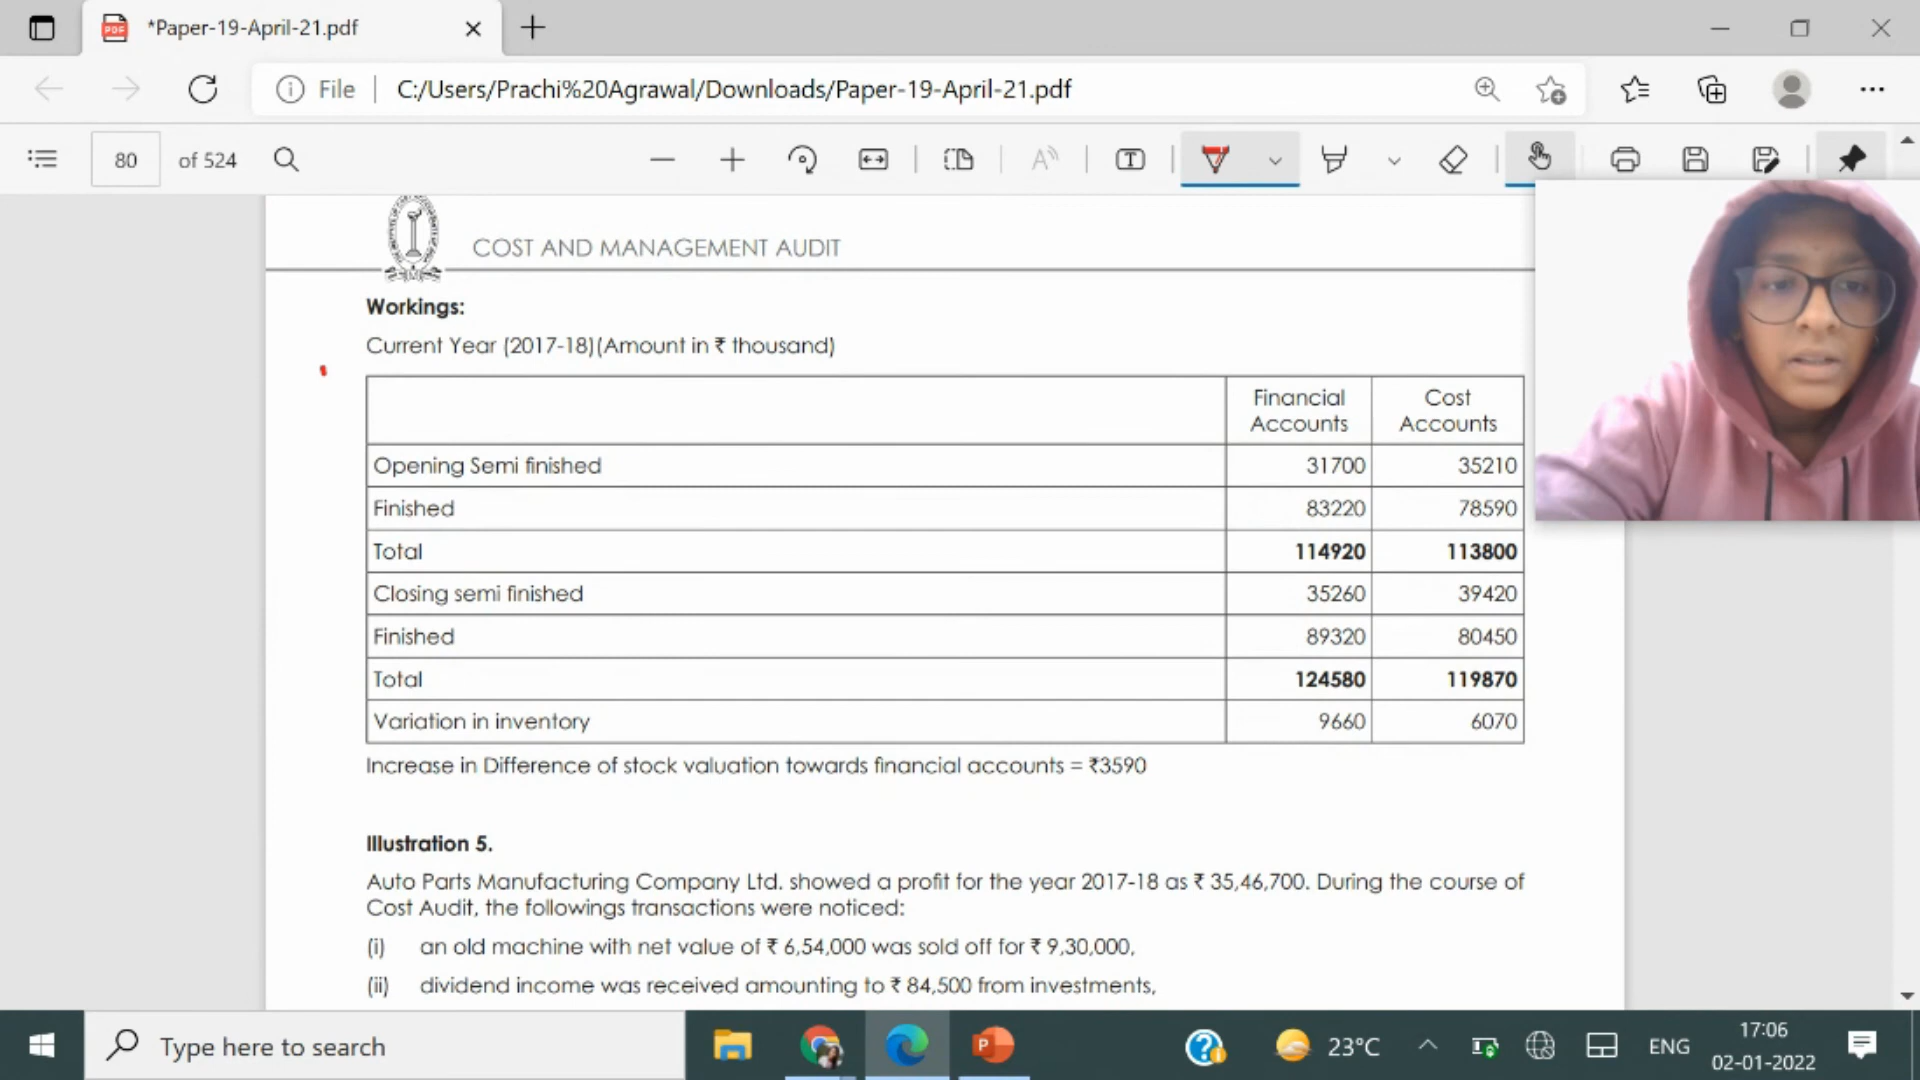 *Paper-19-April-21.pdf
File
C:/Users/Prachi%20Agrawal/Downloads/Paper-19-April-21.pdf
80 of 524
COST AND MANAGEMENT AUDIT
Workings:
Current Year (2017-18)(Amount in ₹ thousand)
Financial Accounts Cost Accounts
Opening Semi finished 31700 35210
Finished 83220 78590
Total 114920 113800
Closing semi finished 35260 39420
Finished 89320 80450
Total 124580 119870
Variation in inventory 9660 6070
Increase in Difference of stock valuation towards financial accounts = ₹3590
Illustration 5.
Auto Parts Manufacturing Company Ltd. showed a profit for the year 2017-18 as ₹ 35,46,700. During the course of
Cost Audit, the followings transactions were noticed:
(i) an old machine with net value of ₹ 6,54,000 was sold off for ₹ 9,30,000,
(ii) dividend income was received amounting to ₹ 84,500 from investments,
Type here to search
23°C
ENG
17:06
02-01-2022